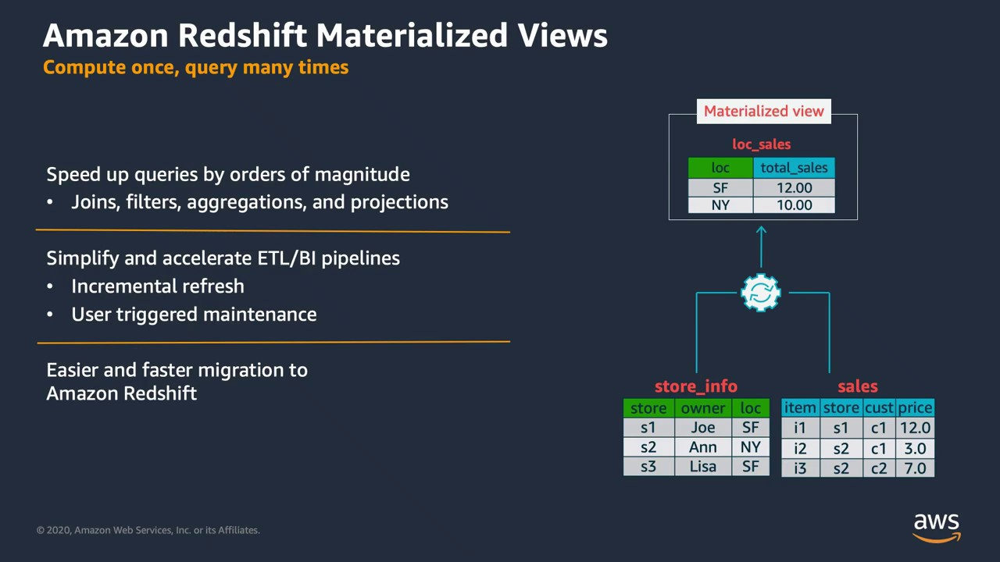 Amazon Redshift Materialized Views
Compute once, query many times
Speed up queries by orders of magnitude
• Joins, filters, aggregations, and projections
Simplify and accelerate ETL/BI pipelines
• Incremental refresh
• User triggered maintenance
Easier and faster migration to
Amazon Redshift
Materialized view
loc_sales
loc total_sales
SF 12.00
NY 10.00
store_info
store owner loc
s1 Joe SF
s2 Ann NY
s3 Lisa SF
sales
item store cust price
i1 s1 c1 12.0
i2 s2 c1 3.0
i3 s2 c2 7.0
© 2020, Amazon Web Services, Inc. or its Affiliates.
aws